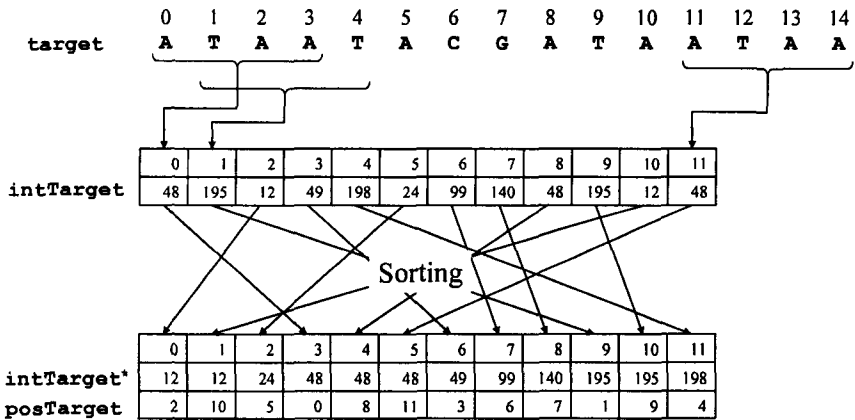 0 1 2 3 4 5 6 7 8 9 10 11 12 13 14
target A T A A T A C G A T A A T A A
0 1 2 3 4 5 6 7 8 9 10 11
intTarget 48 195 12 49 198 24 99 140 48 195 12 48
Sorting
0 1 2 3 4 5 6 7 8 9 10 11
intTarget* 12 12 24 48 48 48 49 99 140 195 195 198
posTarget 2 10 5 0 8 11 3 6 7 1 9 4